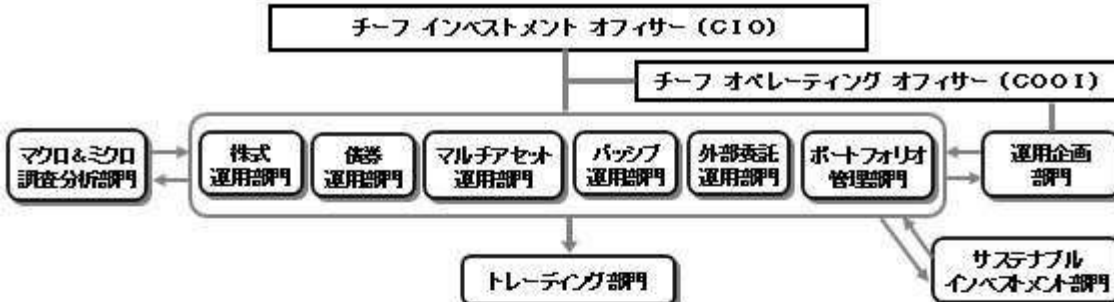 チーフ インベストメント オフィサー（CIO）
チーフ オペレーティング オフィサー（COOI）
マクロ＆ミクロ
調査分析部門
株式
運用部門
債券
運用部門
マルチアセット
運用部門
パッシブ
運用部門
外部委託
運用部門
ポートフォリオ
管理部門
運用企画
部門
トレーディング部門
サステナブル
インベストメント部門